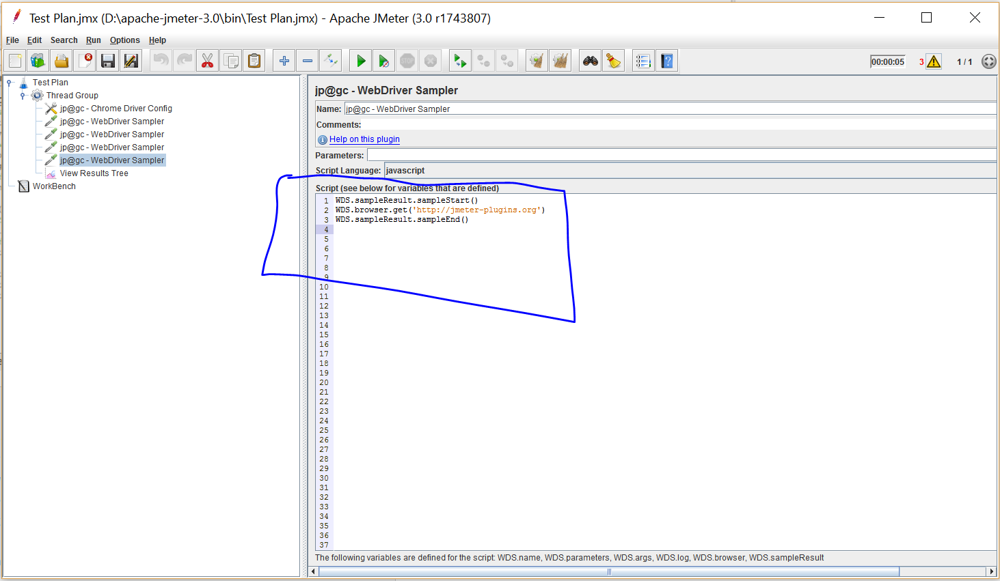 Test Plan.jmx (D:\apache-jmeter-3.0\bin\Test Plan.jmx) - Apache JMeter (3.0 r1743807)
File Edit Search Run Options Help
STOP
00:00:05 3 1 / 1
Test Plan
Thread Group
jp@gc - Chrome Driver Config
jp@gc - WebDriver Sampler
jp@gc - WebDriver Sampler
jp@gc - WebDriver Sampler
jp@gc - WebDriver Sampler
View Results Tree
WorkBench
jp@gc - WebDriver Sampler
Name: jp@gc - WebDriver Sampler
Comments:
Help on this plugin
Parameters:
Script Language: javascript
Script (see below for variables that are defined)
1 WDS.sampleResult.sampleStart()
2 WDS.browser.get('http://jmeter-plugins.org')
3 WDS.sampleResult.sampleEnd()
4
5
6
7
8
9
10
11
12
13
14
15
16
17
18
19
20
21
22
23
24
25
26
27
28
29
30
31
32
33
34
35
36
37
The following variables are defined for the script: WDS.name, WDS.parameters, WDS.args, WDS.log, WDS.browser, WDS.sampleResult